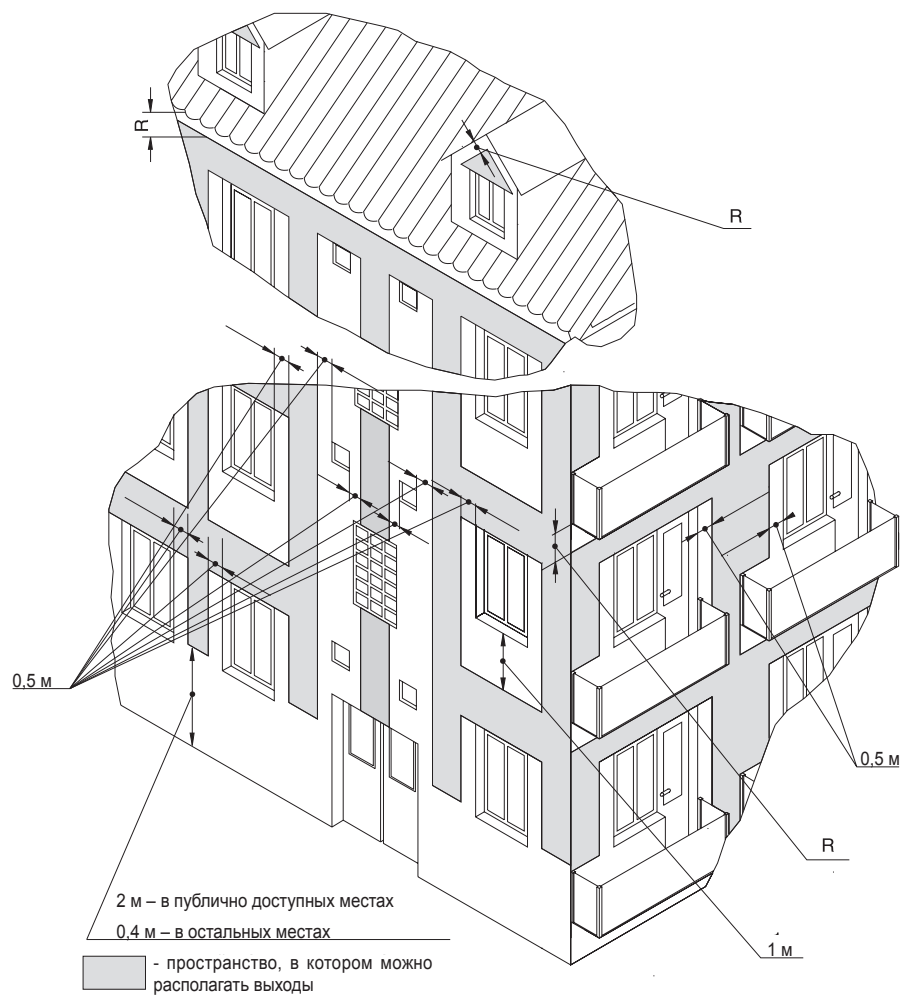 R
R
0,5 м
0,5 м
R
2 м – в публично доступных местах
0,4 м – в остальных местах
1 м
- пространство, в котором можно
располагать выходы